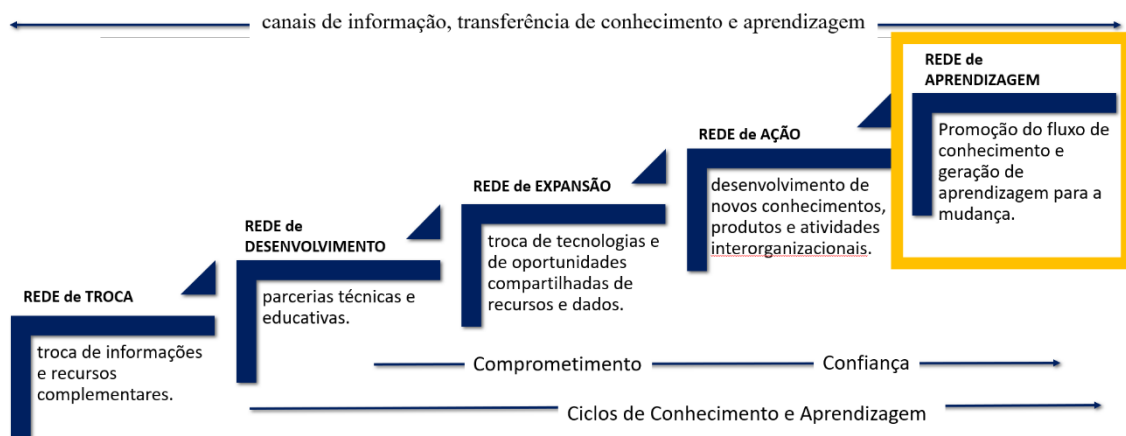 canais de informação, transferência de conhecimento e aprendizagem
REDE de TROCA
troca de informações
e recursos
complementares.
REDE de
DESENVOLVIMENTO
parcerias técnicas e
educativas.
REDE de EXPANSÃO
troca de tecnologias e
de oportunidades
compartilhadas de
recursos e dados.
REDE de AÇÃO
desenvolvimento de
novos conhecimentos,
produtos e atividades
interorganizacionais.
REDE de
APRENDIZAGEM
Promoção do fluxo de
conhecimento e
geração de
aprendizagem para a
mudança.
Comprometimento
Confiança
Ciclos de Conhecimento e Aprendizagem